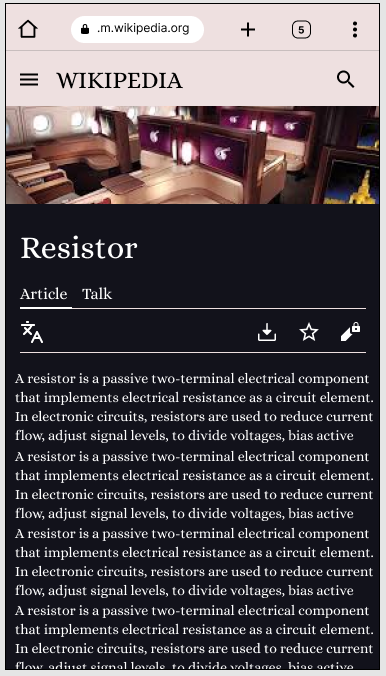 .m.wikipedia.org
5
WIKIPEDIA
Resistor
Article Talk
A resistor is a passive two-terminal electrical component
that implements electrical resistance as a circuit element.
In electronic circuits, resistors are used to reduce current
flow, adjust signal levels, to divide voltages, bias active
A resistor is a passive two-terminal electrical component
that implements electrical resistance as a circuit element.
In electronic circuits, resistors are used to reduce current
flow, adjust signal levels, to divide voltages, bias active
A resistor is a passive two-terminal electrical component
that implements electrical resistance as a circuit element.
In electronic circuits, resistors are used to reduce current
flow, adjust signal levels, to divide voltages, bias active
A resistor is a passive two-terminal electrical component
that implements electrical resistance as a circuit element.
In electronic circuits, resistors are used to reduce current
flow, adjust signal levels, to divide voltages, bias active